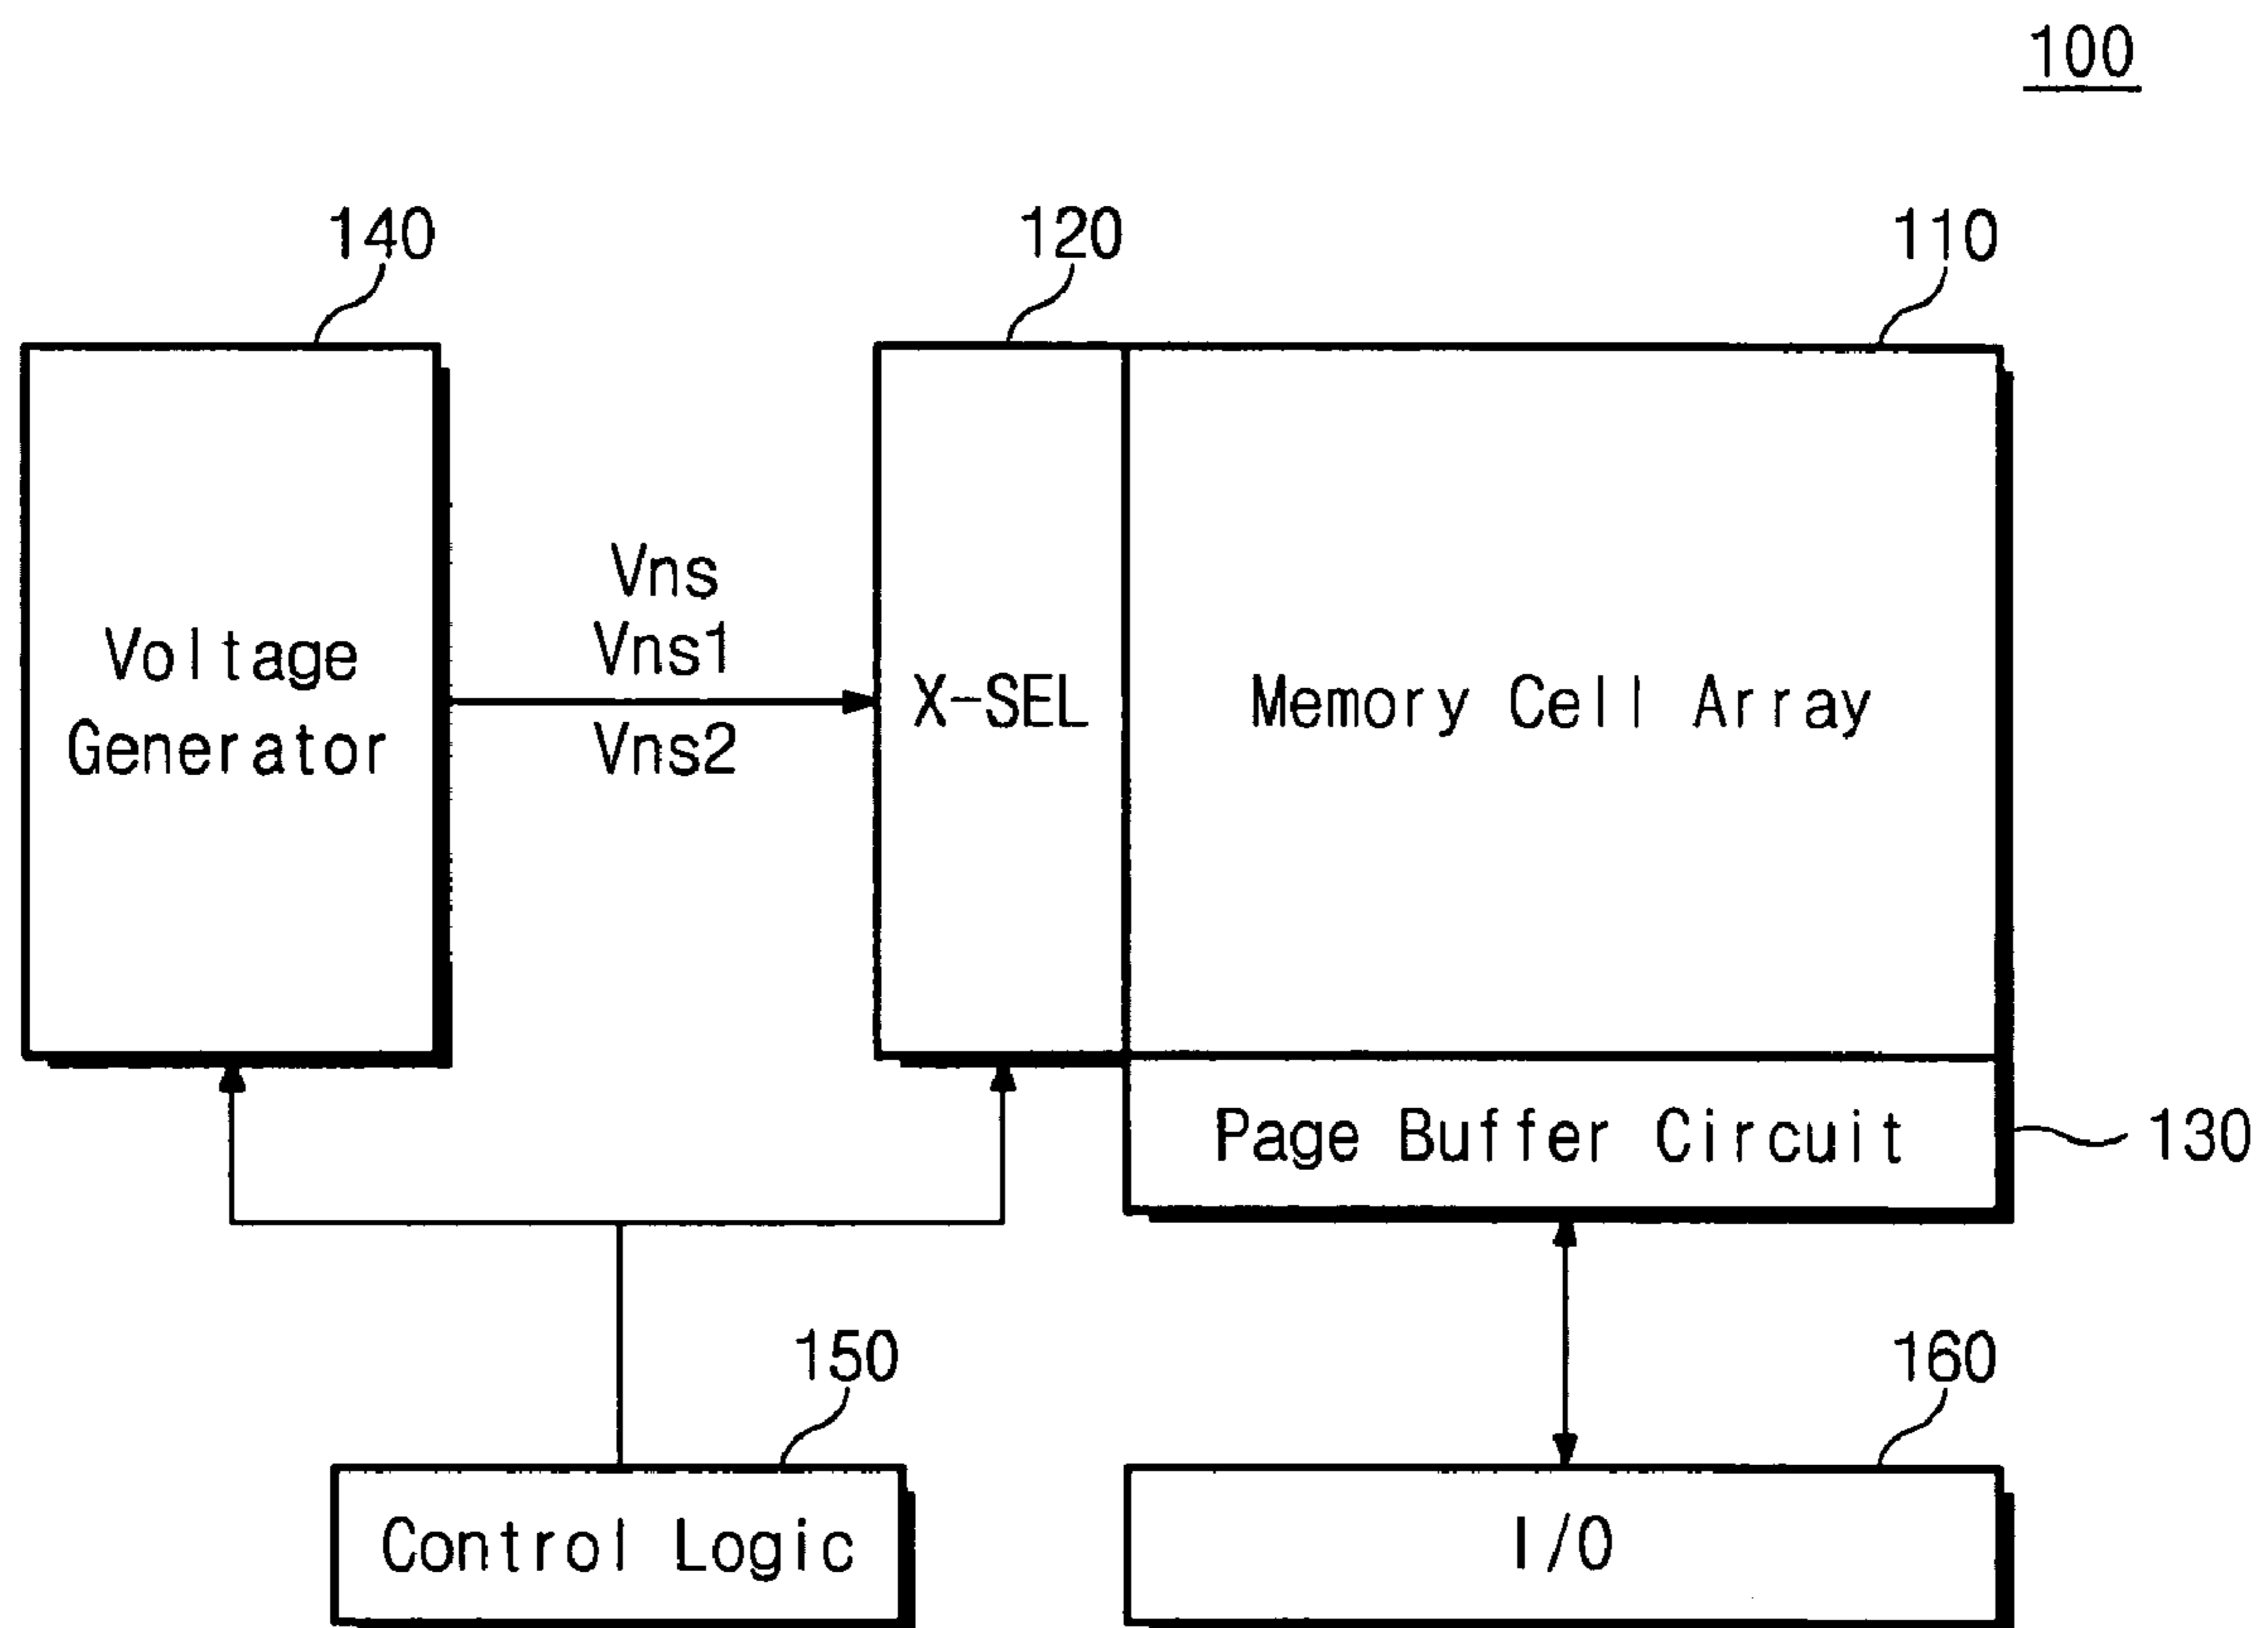 100
140
120
110
Voltage
Generator
Vns
Vns1
Vns2
X-SEL
Memory Cell Array
Page Buffer Circuit
130
150
160
Control Logic
I/O